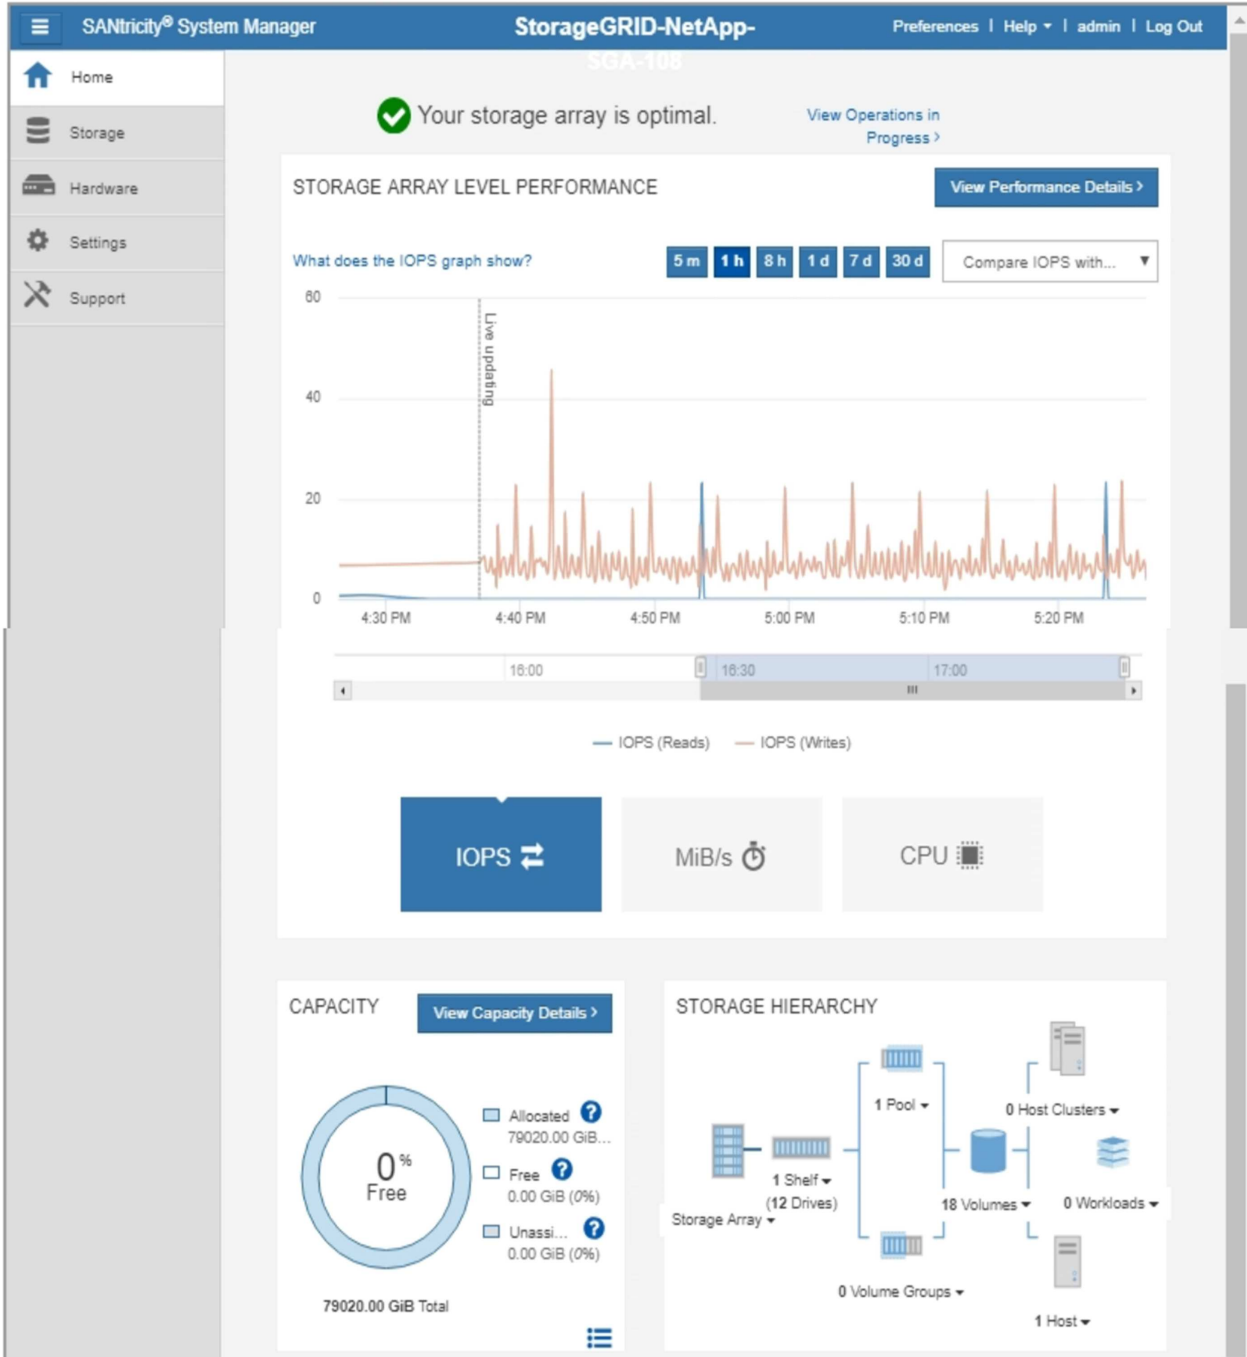 SANtricity® System Manager
StorageGRID-NetApp-
SGA-108
Preferences | Help | admin | Log Out
Home
Storage
Hardware
Settings
Support
Your storage array is optimal.
View Operations in
Progress >
STORAGE ARRAY LEVEL PERFORMANCE
View Performance Details >
What does the IOPS graph show?
5 m 1 h 8 h 1 d 7 d 30 d
Compare IOPS with...
60
40
20
0
Live updating
4:30 PM 4:40 PM 4:50 PM 5:00 PM 5:10 PM 5:20 PM
16:00 16:30 17:00
IOPS (Reads) IOPS (Writes)
IOPS
MiB/s
CPU
CAPACITY
View Capacity Details >
0%
Free
Allocated ?
79020.00 GiB...
Free ?
0.00 GiB (0%)
Unassi... ?
0.00 GiB (0%)
79020.00 GiB Total
STORAGE HIERARCHY
Storage Array
1 Shelf
(12 Drives)
1 Pool
0 Volume Groups
18 Volumes
0 Host Clusters
0 Workloads
1 Host